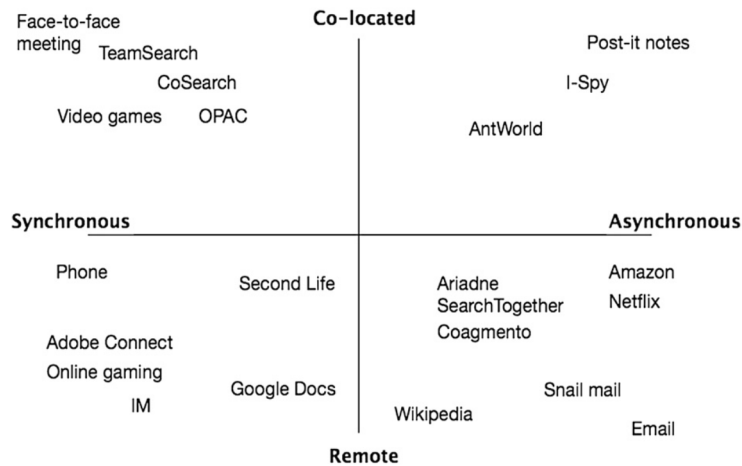 Co-located
Face-to-face
meeting
TeamSearch
CoSearch
Video games
OPAC
Post-it notes
I-Spy
AntWorld
Synchronous
Asynchronous
Phone
Second Life
Adobe Connect
Online gaming
IM
Google Docs
Ariadne
SearchTogether
Coagmento
Amazon
Netflix
Wikipedia
Snail mail
Email
Remote